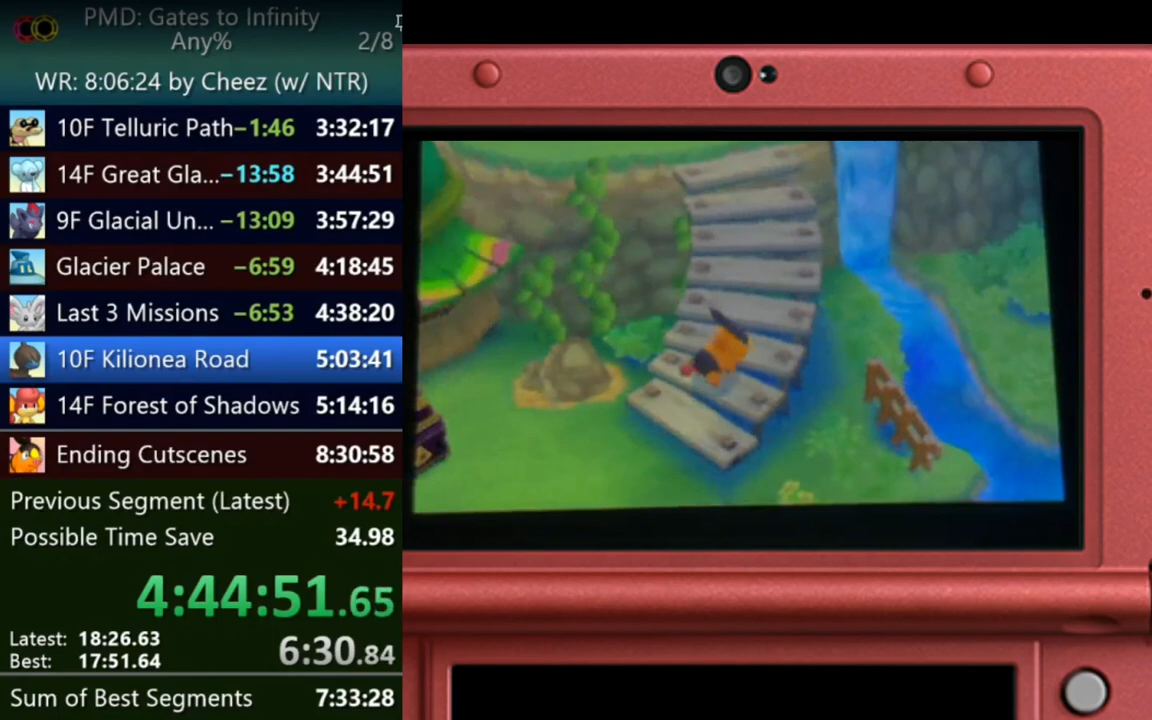 PMD: Gates to Infinity
Any% 2/8
WR: 8:06:24 by Cheez (w/ NTR)
10F Telluric Path −1:46 3:32:17
14F Great Gla... −13:58 3:44:51
9F Glacial Un... −13:09 3:57:29
Glacier Palace −6:59 4:18:45
Last 3 Missions −6:53 4:38:20
10F Kilionea Road 5:03:41
14F Forest of Shadows 5:14:16
Ending Cutscenes 8:30:58
Previous Segment (Latest) +14.7
Possible Time Save 34.98
4:44:51.65
Latest: 18:26.63
Best: 17:51.64
6:30.84
Sum of Best Segments 7:33:28